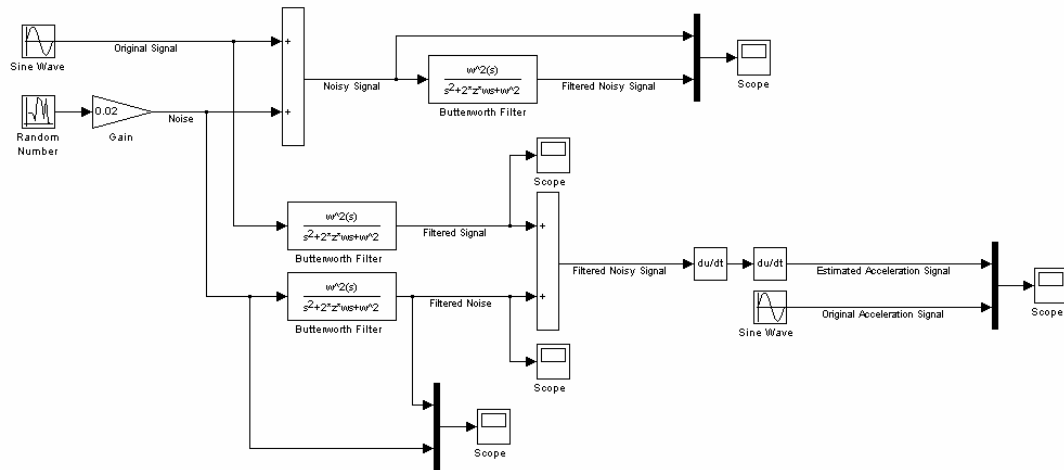 Sine Wave
Original Signal
+
+
Random
Number
0.02
Gain
Noise
Noisy Signal
w^2(s)
s^2+2*z*ws+w^2
Butterworth Filter
Filtered Noisy Signal
Scope
w^2(s)
s^2+2*z*ws+w^2
Butterworth Filter
Filtered Signal
Scope
w^2(s)
s^2+2*z*ws+w^2
Butterworth Filter
Filtered Noise
+
+
Scope
Scope
Filtered Noisy Signal
du/dt
du/dt
Estimated Acceleration Signal
Sine Wave
Original Acceleration Signal
Scope